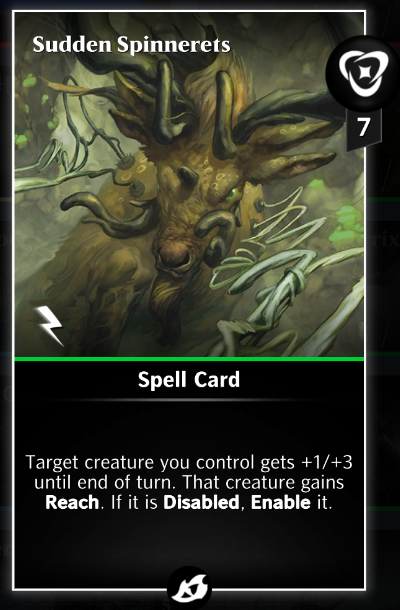 Sudden Spinnerets
7
Spell Card
Target creature you control gets +1/+3
until end of turn. That creature gains
Reach. If it is Disabled, Enable it.